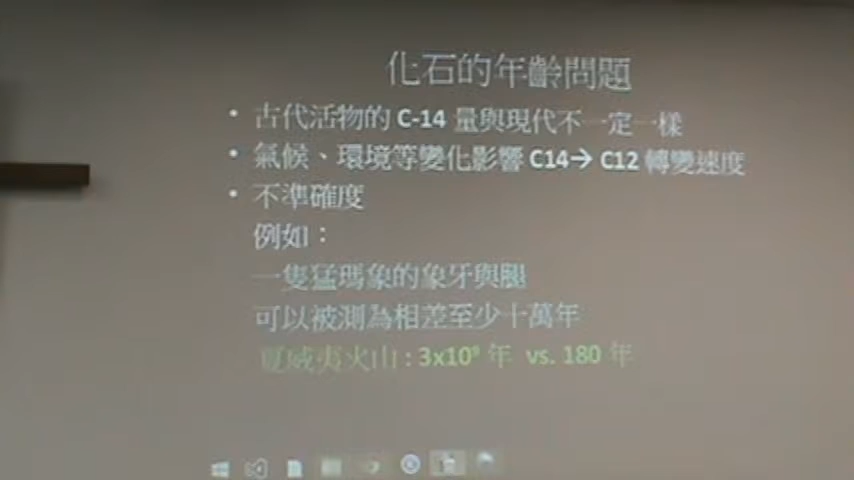 化石的年齡問題
• 古代活物的 C-14 量與現代不一定一樣
• 氣候、環境等變化影響 C14→ C12 轉變速度
• 不準確度
例如：
一隻猛瑪象的象牙與腿
可以被測為相差至少十萬年
夏威夷火山 : 3x10⁹ 年 vs. 180 年